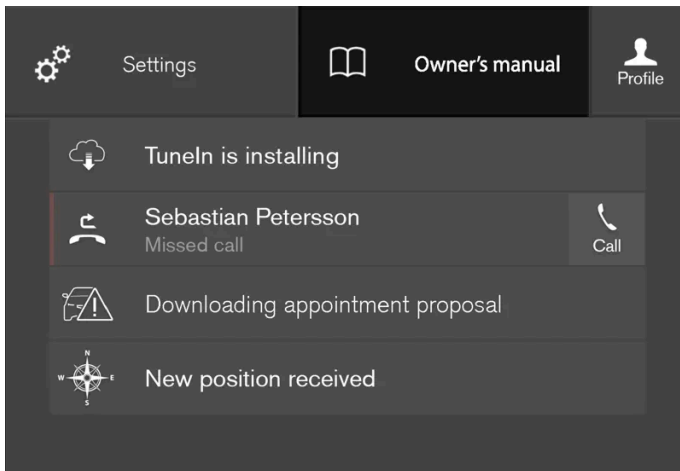 Settings
Owner's manual
Profile
TuneIn is installing
Sebastian Petersson
Missed call
Call
Downloading appointment proposal
N
W E
S
New position received